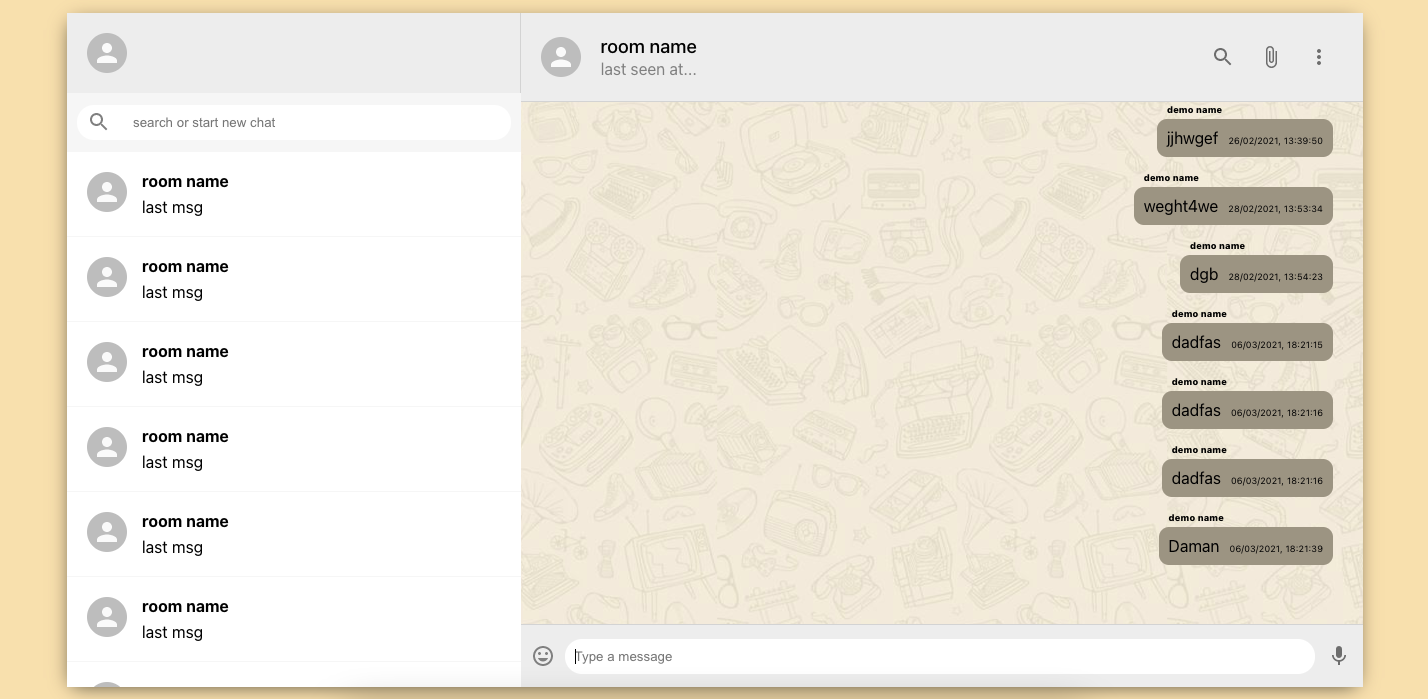 search or start new chat
room name
last msg
room name
last msg
room name
last msg
room name
last msg
room name
last msg
room name
last msg
room name
last seen at...
demo name
jjhwgef 26/02/2021, 13:39:50
demo name
weght4we 28/02/2021, 13:53:34
demo name
dgb 28/02/2021, 13:54:23
demo name
dadfas 06/03/2021, 18:21:15
demo name
dadfas 06/03/2021, 18:21:16
demo name
dadfas 06/03/2021, 18:21:16
demo name
Daman 06/03/2021, 18:21:39
Type a message